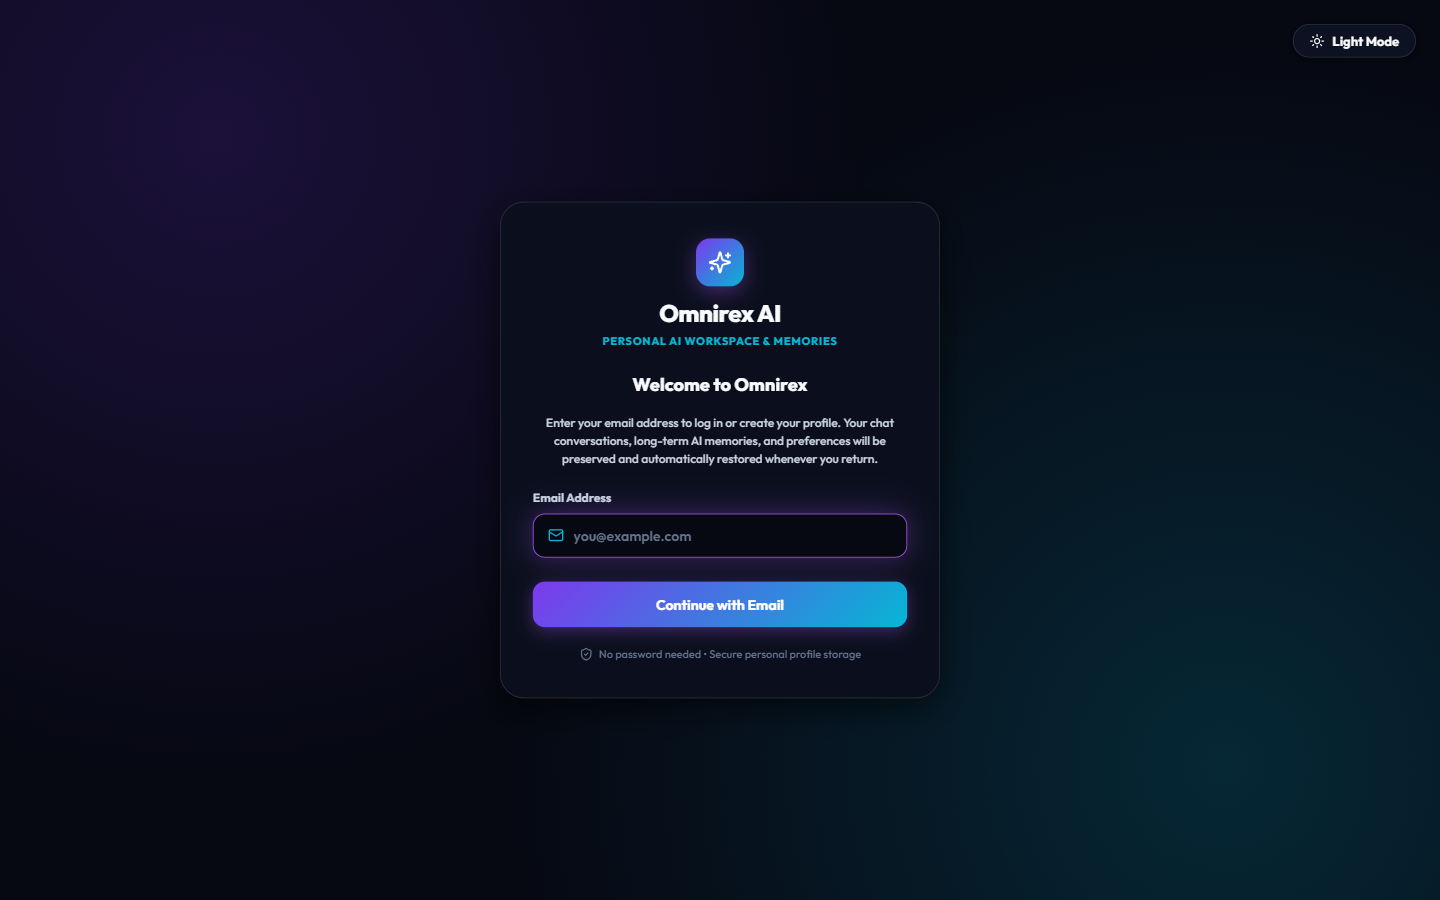 Light Mode
Omnirex AI
PERSONAL AI WORKSPACE & MEMORIES
Welcome to Omnirex
Enter your email address to log in or create your profile. Your chat
conversations, long-term AI memories, and preferences will be
preserved and automatically restored whenever you return.
Email Address
you@example.com
Continue with Email
No password needed • Secure personal profile storage